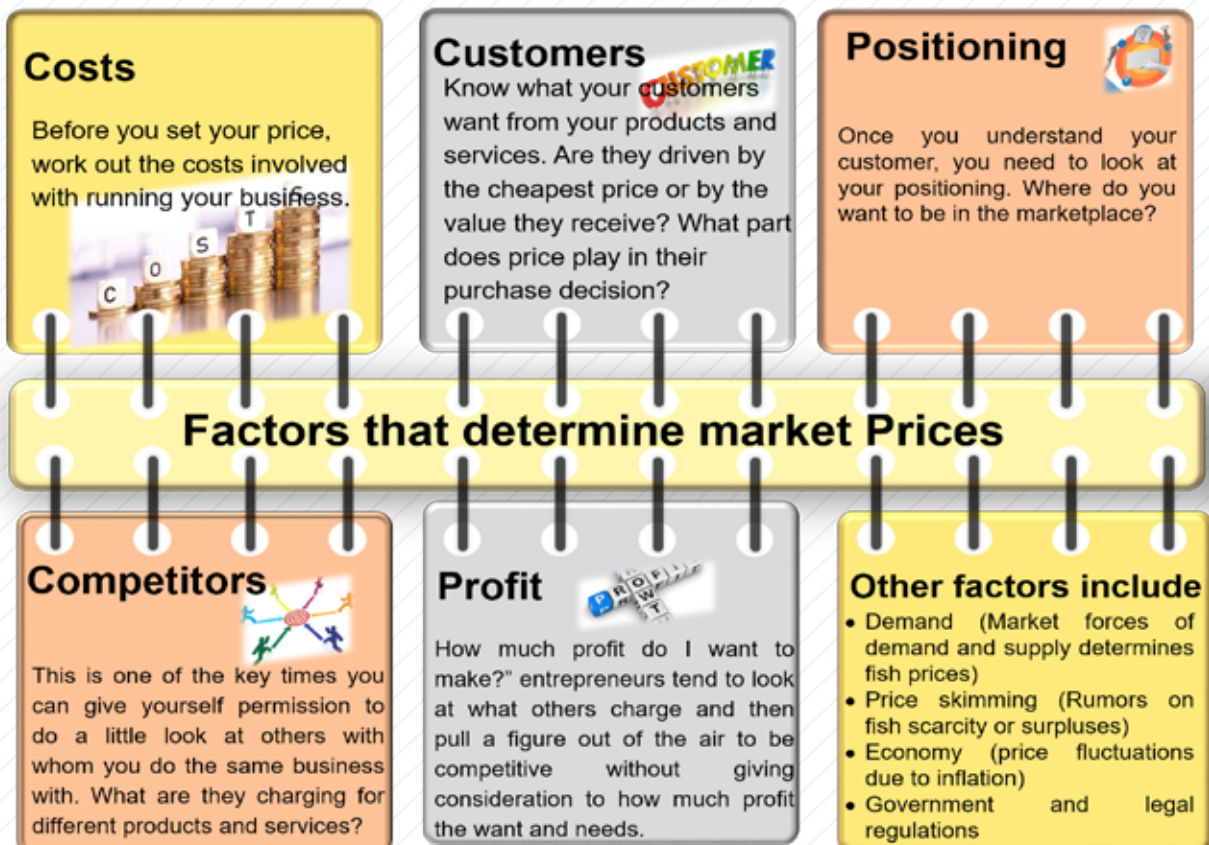 Costs
Before you set your price,
work out the costs involved
with running your business.
C O S T
Customers
CUSTOMER
Know what your customers
want from your products and
services. Are they driven by
the cheapest price or by the
value they receive? What part
does price play in their
purchase decision?
Positioning
Once you understand your
customer, you need to look at
your positioning. Where do you
want to be in the marketplace?
Factors that determine market Prices
Competitors
This is one of the key times you
can give yourself permission to
do a little look at others with
whom you do the same business
with. What are they charging for
different products and services?
Profit
How much profit do I want to
make?” entrepreneurs tend to look
at what others charge and then
pull a figure out of the air to be
competitive without giving
consideration to how much profit
the want and needs.
Other factors include
• Demand (Market forces of
demand and supply determines
fish prices)
• Price skimming (Rumors on
fish scarcity or surpluses)
• Economy (price fluctuations
due to inflation)
• Government and legal
regulations